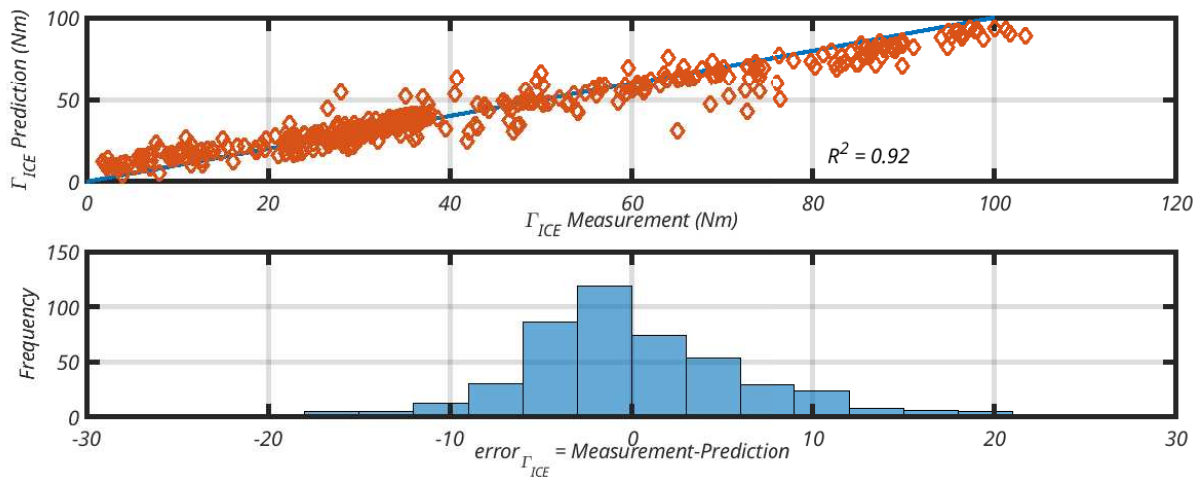 100
50
0
Γ_ICE Prediction (Nm)
R² = 0.92
0 20 40 60 80 100 120
Γ_ICE Measurement (Nm)
150
100
50
0
Frequency
-30 -20 -10 0 10 20 30
error_Γ_ICE = Measurement-Prediction